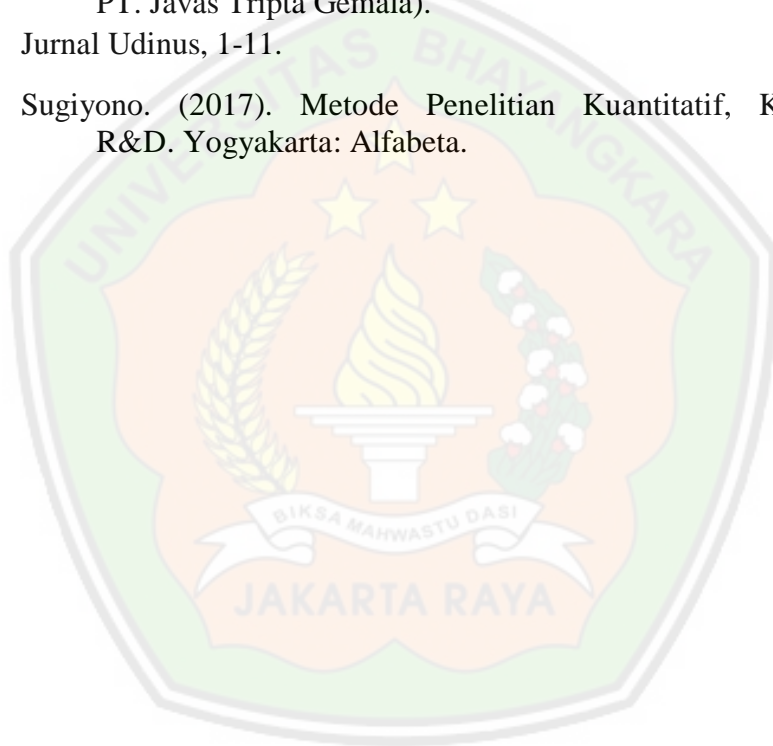 PT. Javas Tripta Gemala).
Jurnal Udinus, 1-11.
Sugiyono. (2017). Metode Penelitian Kuantitatif, K
R&D. Yogyakarta: Alfabeta.
UNIVERSITAS BHAYANGKARA
BIKSA MAHWASTU DASI
JAKARTA RAYA